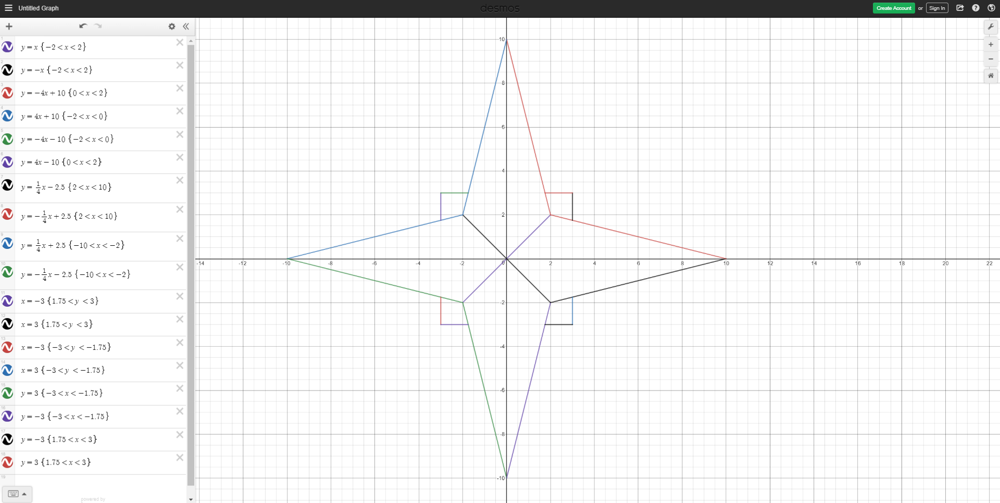 Untitled Graph
desmos
Create Account or Sign In
1
y = x {−2 < x < 2}
2
y = −x {−2 < x < 2}
3
y = −4x + 10 {0 < x < 2}
4
y = 4x + 10 {−2 < x < 0}
5
y = −4x − 10 {−2 < x < 0}
6
y = 4x − 10 {0 < x < 2}
7
y = 1/4 x − 2.5 {2 < x < 10}
8
y = −1/4 x + 2.5 {2 < x < 10}
9
y = 1/4 x + 2.5 {−10 < x < −2}
10
y = −1/4 x − 2.5 {−10 < x < −2}
11
x = −3 {1.75 < y < 3}
12
x = 3 {1.75 < y < 3}
13
x = −3 {−3 < y < −1.75}
14
x = 3 {−3 < y < −1.75}
15
y = 3 {−3 < x < −1.75}
16
y = −3 {−3 < x < −1.75}
17
y = −3 {1.75 < x < 3}
18
y = 3 {1.75 < x < 3}
19
powered by
10
8
6
4
2
-14 -12 -10 -8 -6 -4 -2 0 2 4 6 8 10 12 14 16 18 20 22
-2
-4
-6
-8
-10